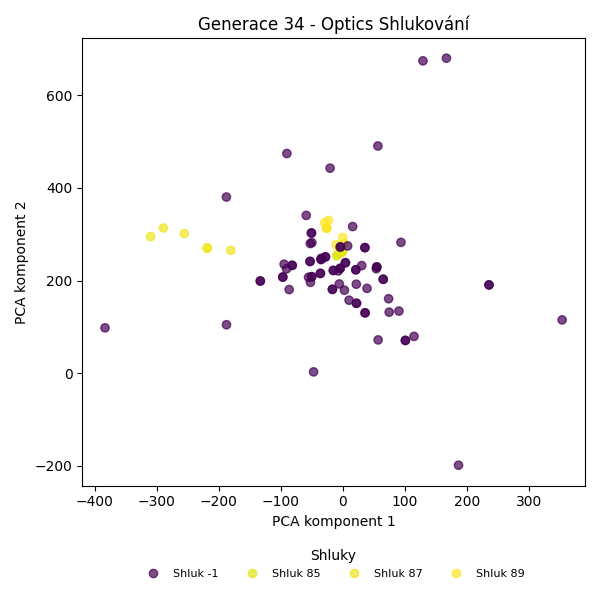 Generace 34 - Optics Shlukování
PCA komponent 2
600
400
200
0
−200
−400 −300 −200 −100 0 100 200 300
PCA komponent 1
Shluky
Shluk -1 Shluk 85 Shluk 87 Shluk 89